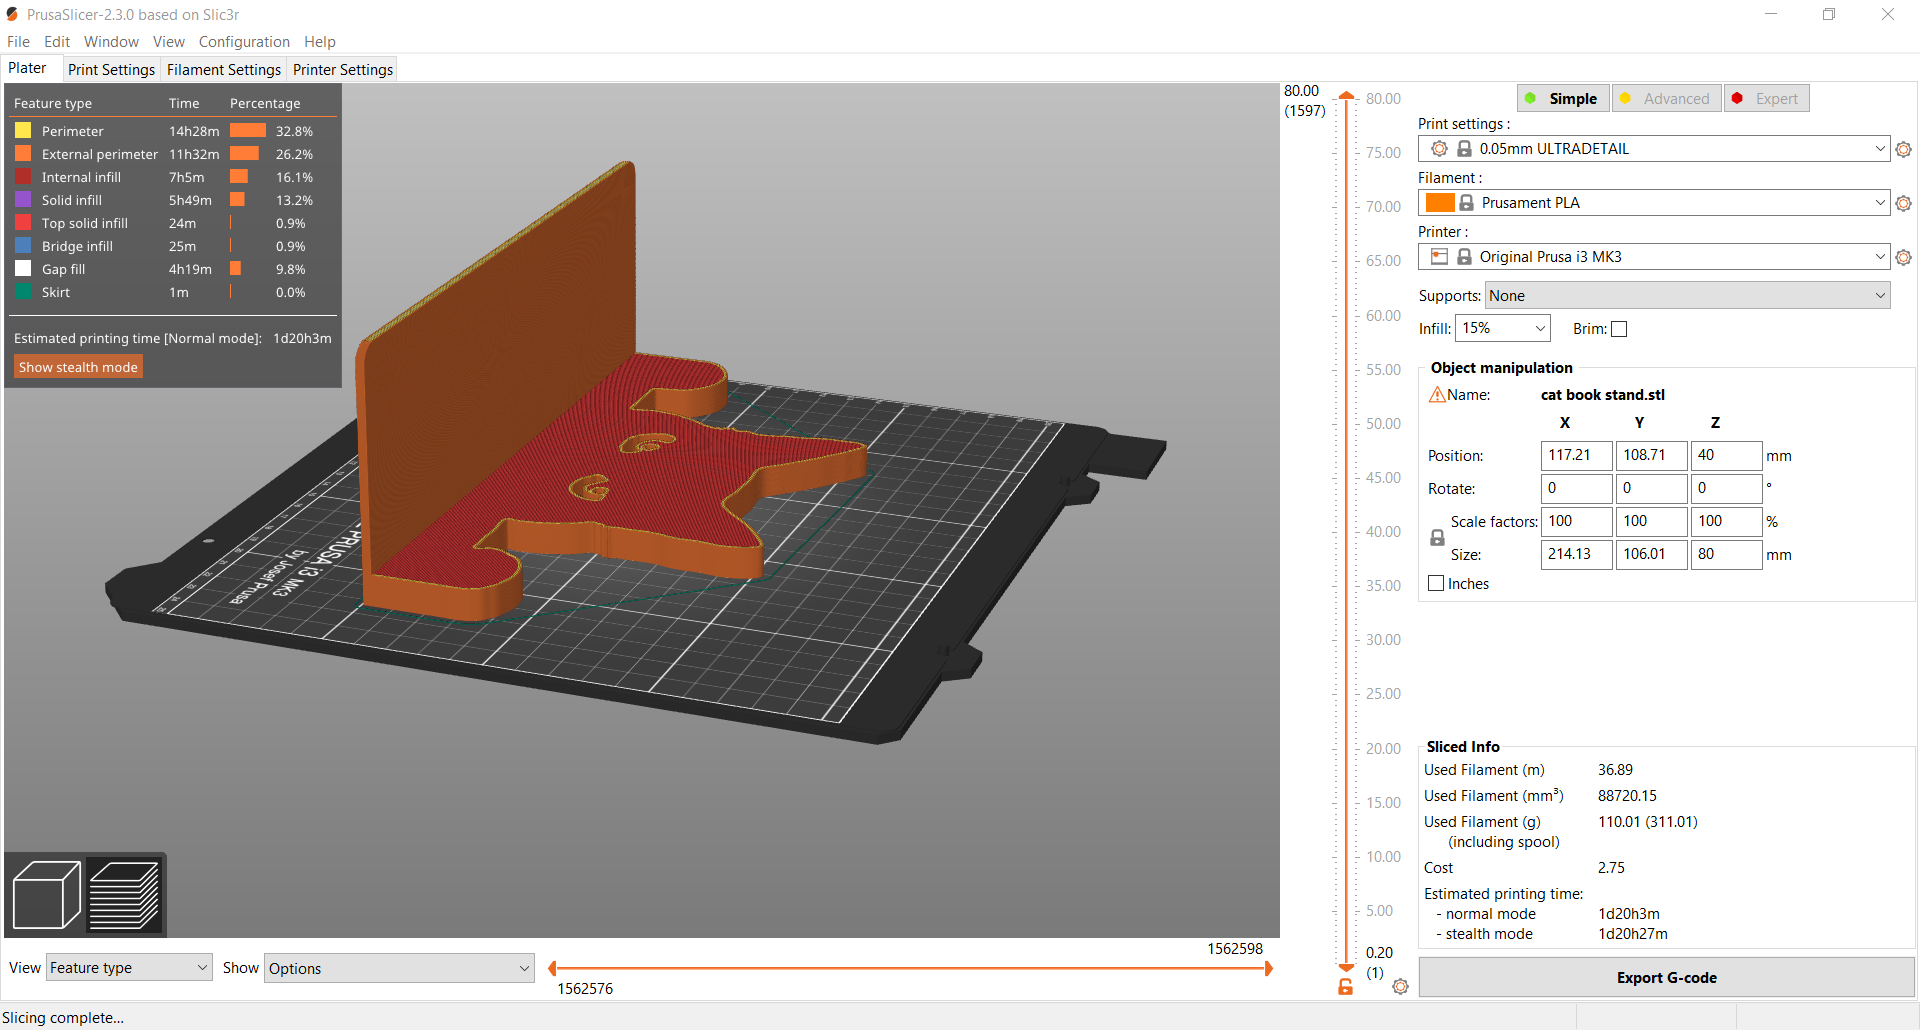 PrusaSlicer-2.3.0 based on Slic3r
File Edit Window View Configuration Help
Plater Print Settings Filament Settings Printer Settings
Feature type Time Percentage
Perimeter 14h28m 32.8%
External perimeter 11h32m 26.2%
Internal infill 7h5m 16.1%
Solid infill 5h49m 13.2%
Top solid infill 24m 0.9%
Bridge infill 25m 0.9%
Gap fill 4h19m 9.8%
Skirt 1m 0.0%
Estimated printing time [Normal mode]: 1d20h3m
Show stealth mode
PRUSA i3 MK3
by Josef Prusa
View Feature type Show Options
1562598
1562576
80.00
(1597)
80.00
75.00
70.00
65.00
60.00
55.00
50.00
45.00
40.00
35.00
30.00
25.00
20.00
15.00
10.00
5.00
0.20
(1)
Simple Advanced Expert
Print settings :
0.05mm ULTRADETAIL
Filament :
Prusament PLA
Printer :
Original Prusa i3 MK3
Supports: None
Infill: 15% Brim:
Object manipulation
Name: cat book stand.stl
X Y Z
Position: 117.21 108.71 40 mm
Rotate: 0 0 0 °
Scale factors: 100 100 100 %
Size: 214.13 106.01 80 mm
Inches
Sliced Info
Used Filament (m) 36.89
Used Filament (mm³) 88720.15
Used Filament (g) 110.01 (311.01)
(including spool)
Cost 2.75
Estimated printing time:
- normal mode 1d20h3m
- stealth mode 1d20h27m
Export G-code
Slicing complete...